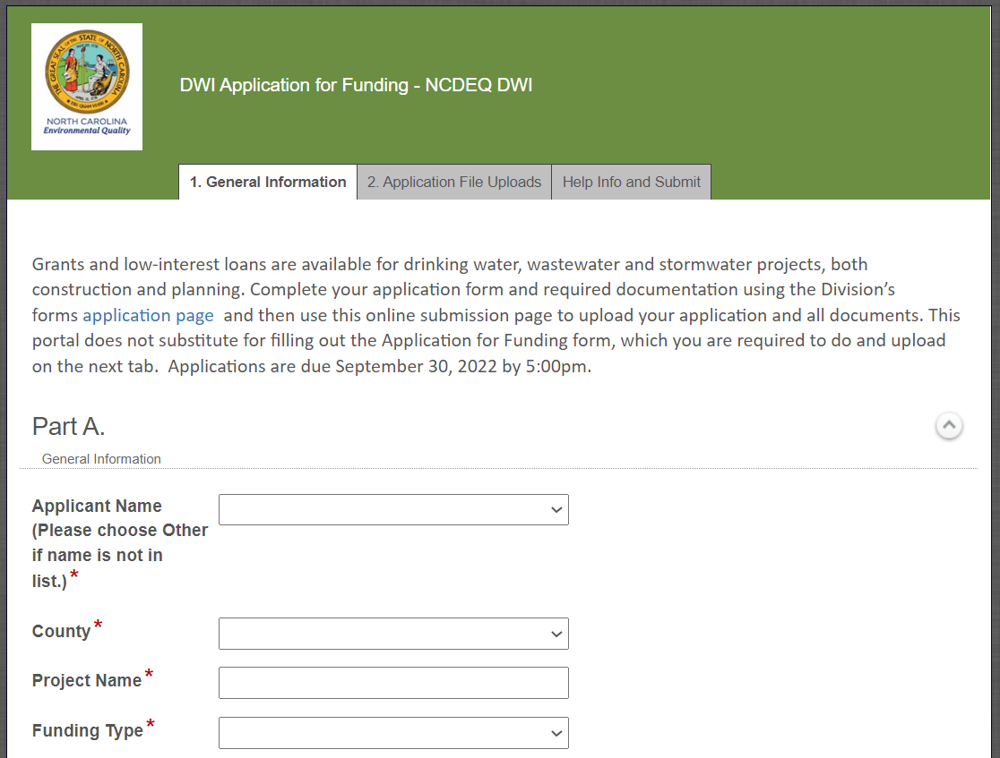 THE GREAT SEAL OF THE STATE OF NORTH CAROLINA
ESSE QUAM VIDERI
NORTH CAROLINA
Environmental Quality
DWI Application for Funding - NCDEQ DWI
1. General Information
2. Application File Uploads
Help Info and Submit
Grants and low-interest loans are available for drinking water, wastewater and stormwater projects, both
construction and planning. Complete your application form and required documentation using the Division’s
forms application page  and then use this online submission page to upload your application and all documents. This
portal does not substitute for filling out the Application for Funding form, which you are required to do and upload
on the next tab.  Applications are due September 30, 2022 by 5:00pm.
Part A.
General Information
Applicant Name
(Please choose Other
if name is not in
list.)*
County*
Project Name*
Funding Type*